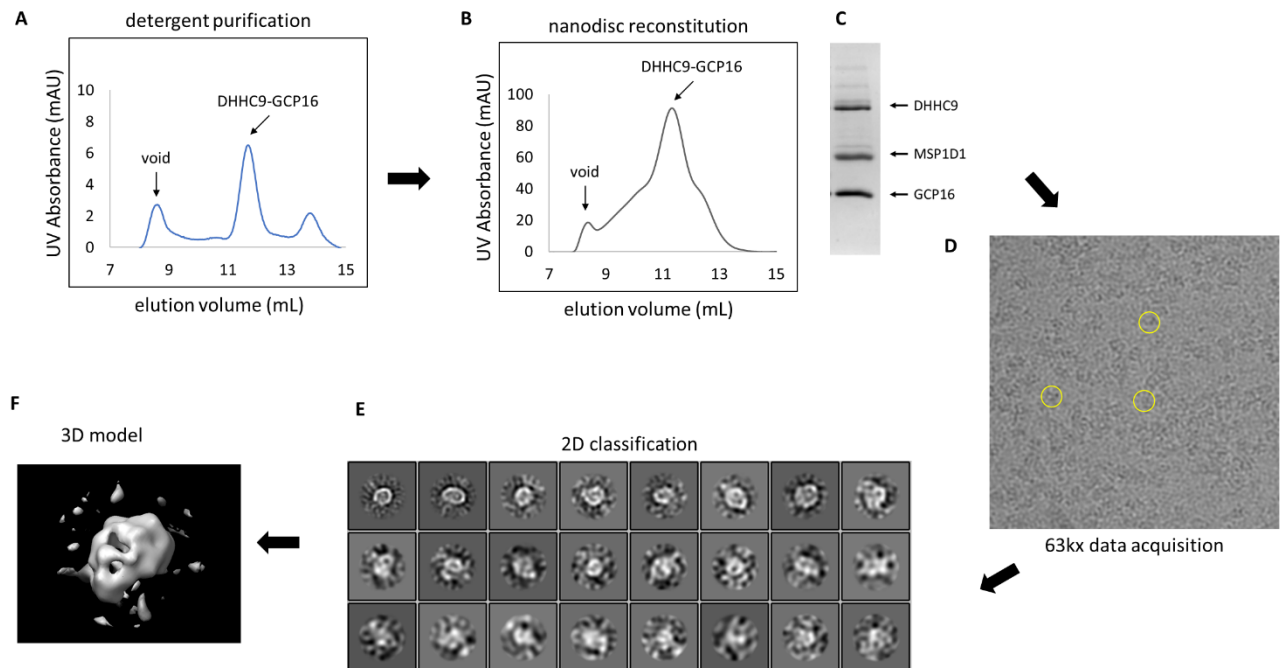 A
detergent purification
UV Absorbance (mAU)
10
8
6
4
2
0
void
DHHC9-GCP16
7 9 11 13 15
elution volume (mL)
B
nanodisc reconstitution
UV Absorbance (mAU)
100
80
60
40
20
0
void
DHHC9-GCP16
7 9 11 13 15
elution volume (mL)
C
DHHC9
MSP1D1
GCP16
D
63kx data acquisition
E
2D classification
F
3D model